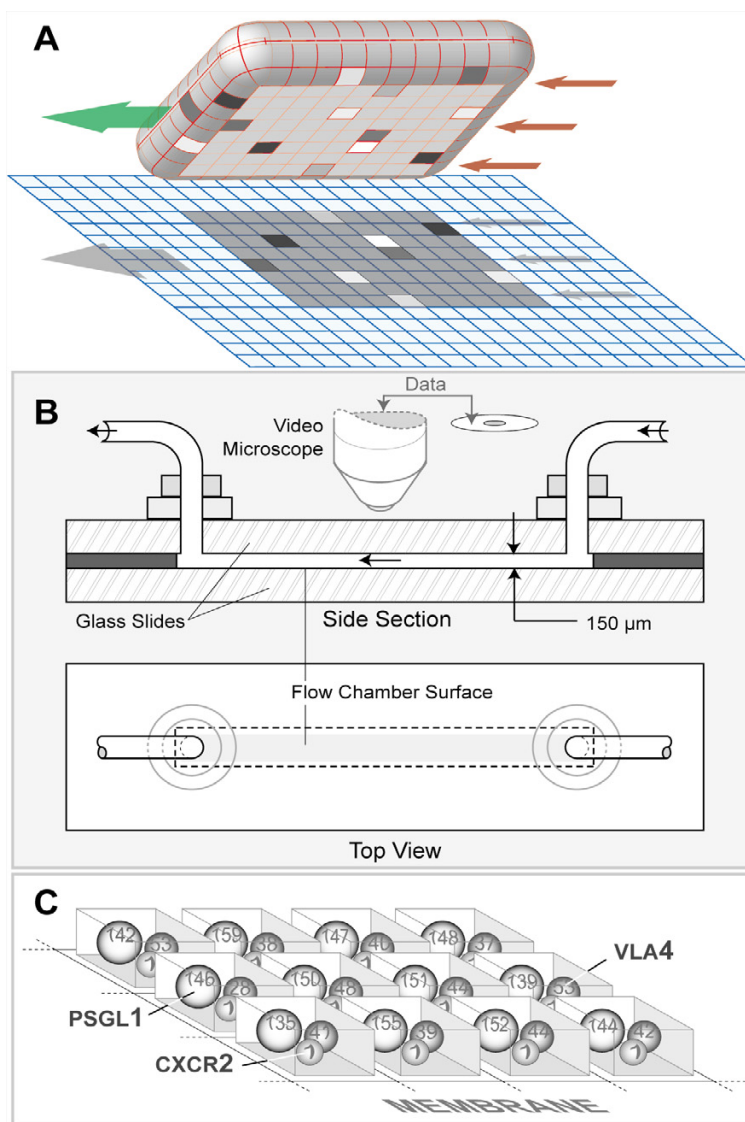 A
B
Data
Video
Microscope
Glass Slides
Side Section
150 µm
Flow Chamber Surface
Top View
C
142 159 38 147 40 148 37
VLA4
146 28 150 48 151 44 139 53
PSGL1
135 41 155 39 152 44 144 42
CXCR2
MEMBRANE